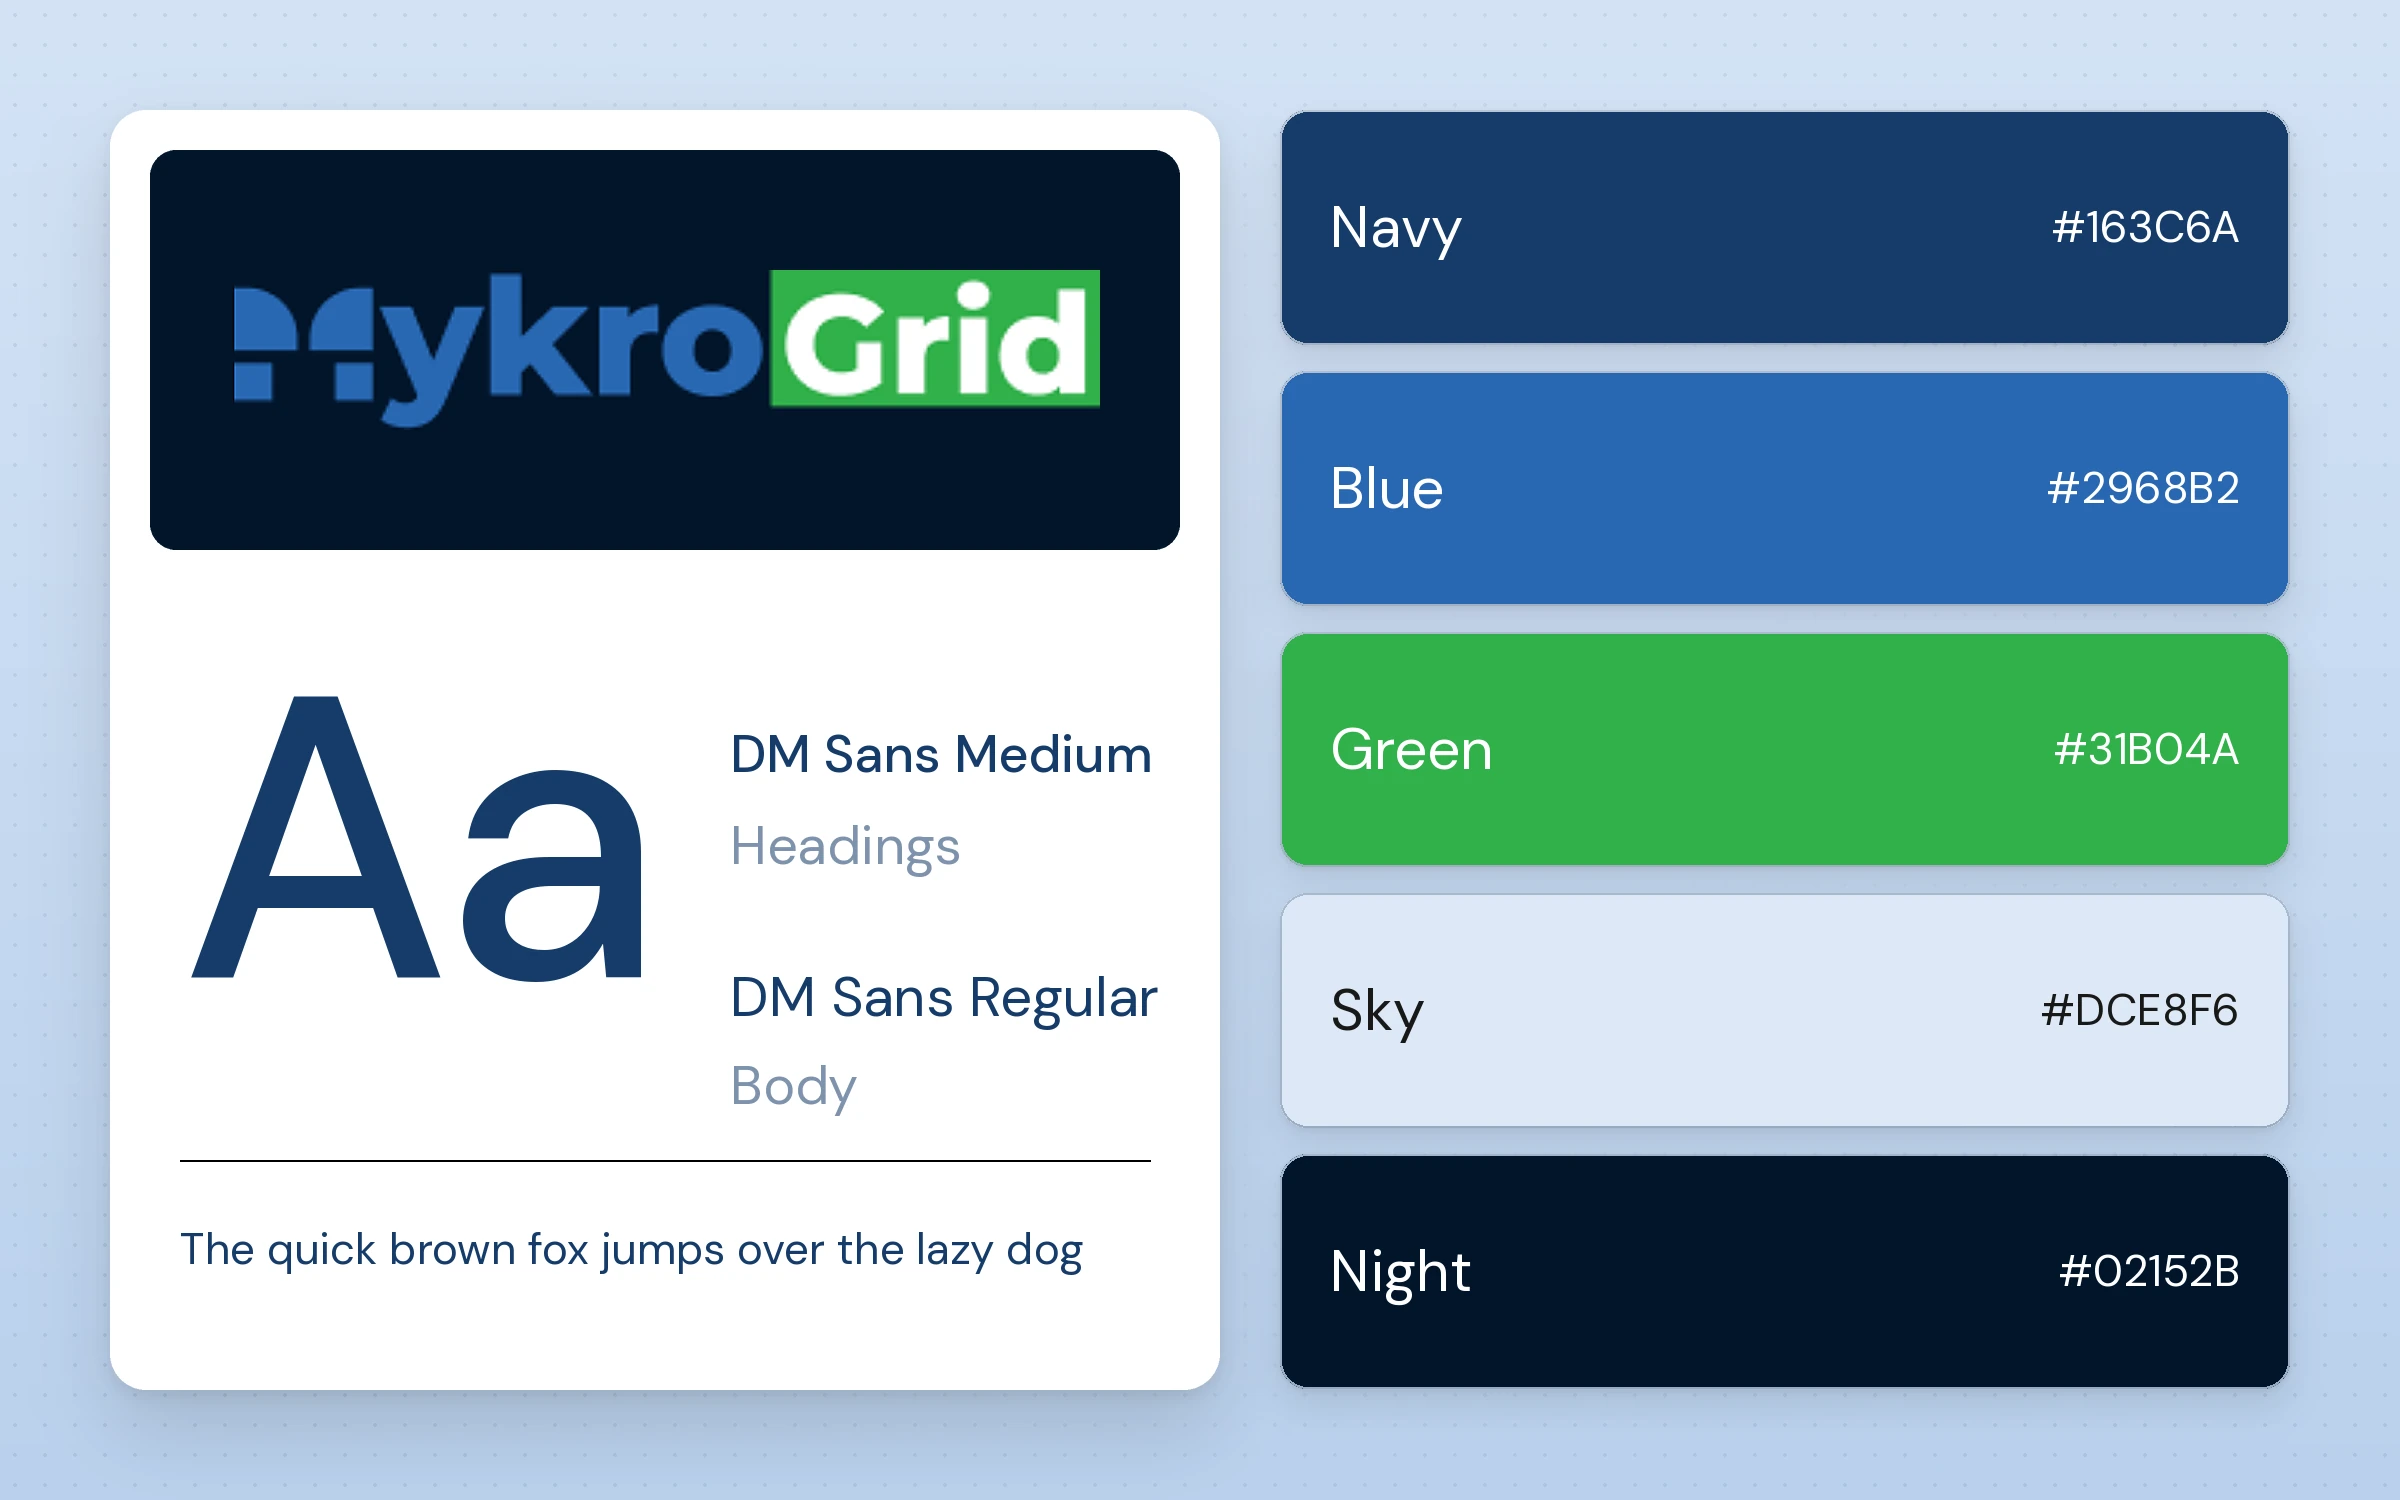 MykroGrid
Aa
DM Sans Medium
Headings
DM Sans Regular
Body
The quick brown fox jumps over the lazy dog
Navy #163C6A
Blue #2968B2
Green #31B04A
Sky #DCE8F6
Night #02152B